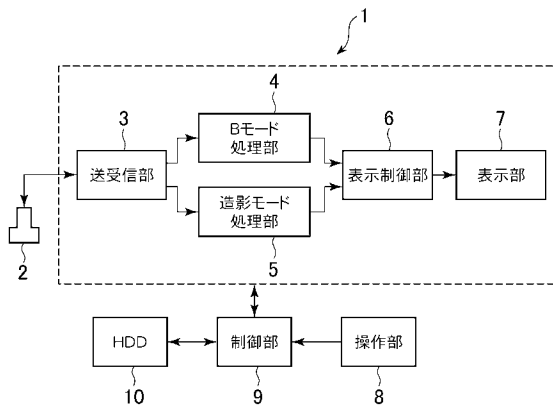 1
4
Bモード
処理部
3
送受信部
6
表示制御部
7
表示部
造影モード
処理部
5
2
HDD
10
制御部
9
操作部
8